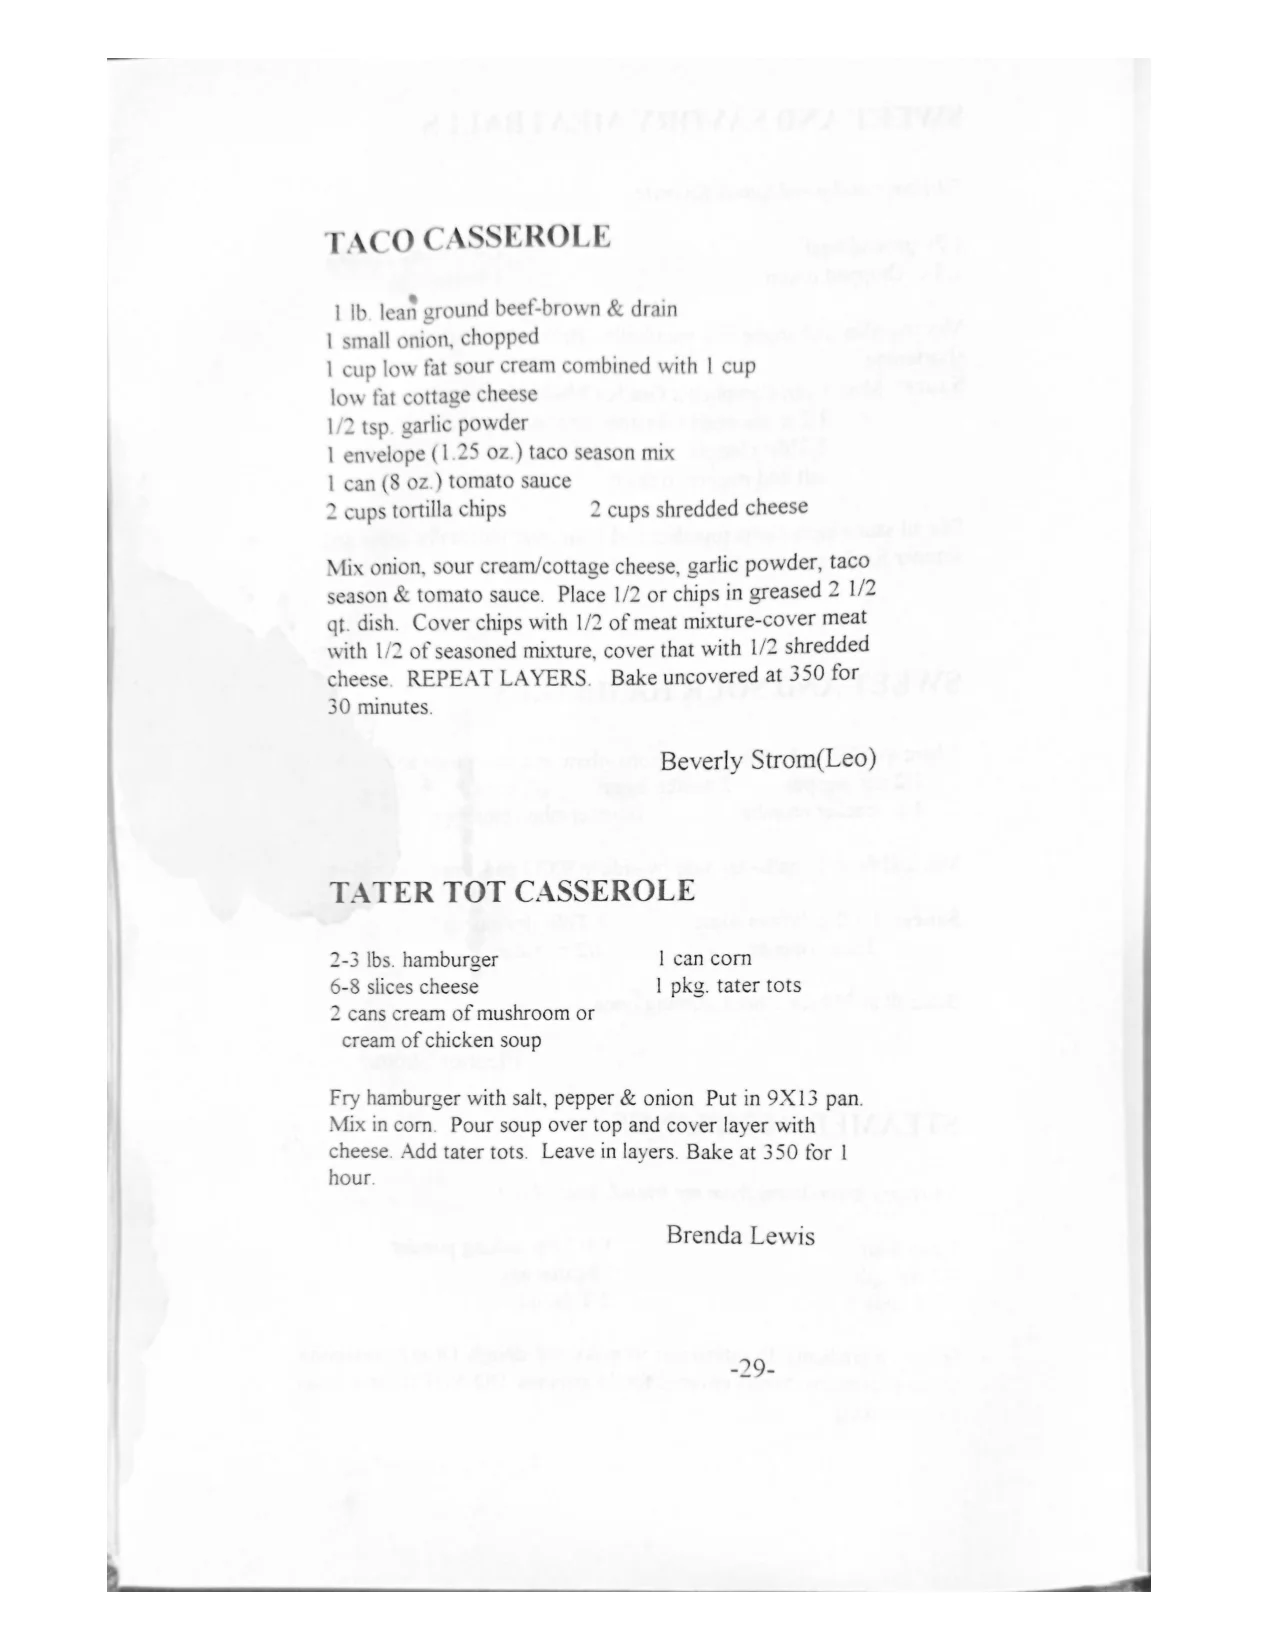 TACO CASSEROLE
1 lb. lean ground beef-brown & drain
1 small onion, chopped
1 cup low fat sour cream combined with 1 cup
low fat cottage cheese
1/2 tsp. garlic powder
1 envelope (1.25 oz.) taco season mix
1 can (8 oz.) tomato sauce
2 cups tortilla chips 2 cups shredded cheese
Mix onion, sour cream/cottage cheese, garlic powder, taco
season & tomato sauce. Place 1/2 or chips in greased 2 1/2
qt. dish. Cover chips with 1/2 of meat mixture-cover meat
with 1/2 of seasoned mixture, cover that with 1/2 shredded
cheese. REPEAT LAYERS. Bake uncovered at 350 for
30 minutes.
Beverly Strom(Leo)
TATER TOT CASSEROLE
2-3 lbs. hamburger 1 can corn
6-8 slices cheese 1 pkg. tater tots
2 cans cream of mushroom or
cream of chicken soup
Fry hamburger with salt, pepper & onion Put in 9X13 pan.
Mix in corn. Pour soup over top and cover layer with
cheese. Add tater tots. Leave in layers. Bake at 350 for 1
hour.
Brenda Lewis
-29-